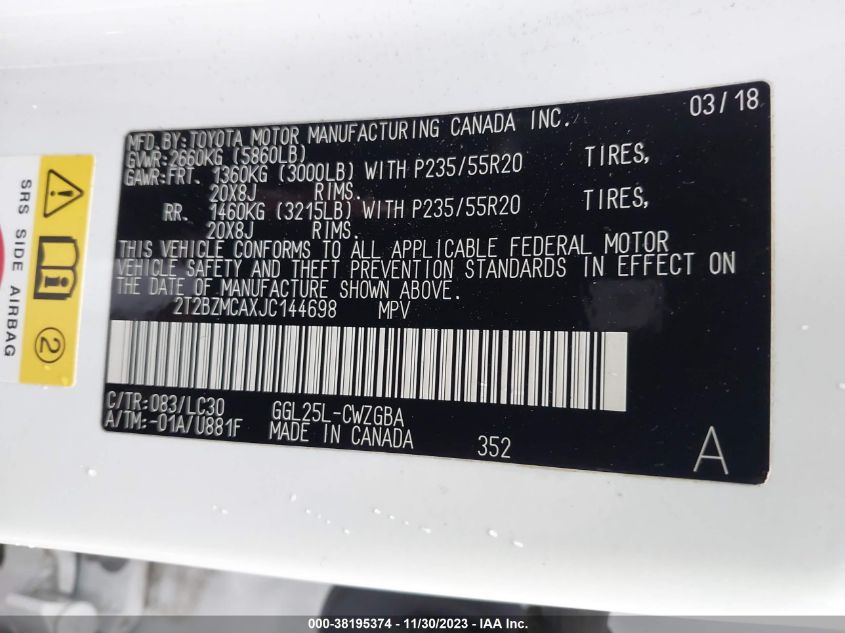 03/18
MFD. BY: TOYOTA MOTOR MANUFACTURING CANADA INC.
GVWR: 2660KG (5860LB)
GAWR: FRT. 1360KG (3000LB) WITH P235/55R20 TIRES,
20X8J RIMS.
RR. 1460KG (3215LB) WITH P235/55R20 TIRES,
20X8J RIMS.
THIS VEHICLE CONFORMS TO ALL APPLICABLE FEDERAL MOTOR
VEHICLE SAFETY AND THEFT PREVENTION STANDARDS IN EFFECT ON
THE DATE OF MANUFACTURE SHOWN ABOVE.
2T2BZMCAXJC144698 MPV
C/TR: 083/LC30 GGL25L-CWZGBA
A/TM: -01A/U881F MADE IN CANADA 352
A
SRS SIDE AIRBAG
2
000-38195374 - 11/30/2023 - IAA Inc.